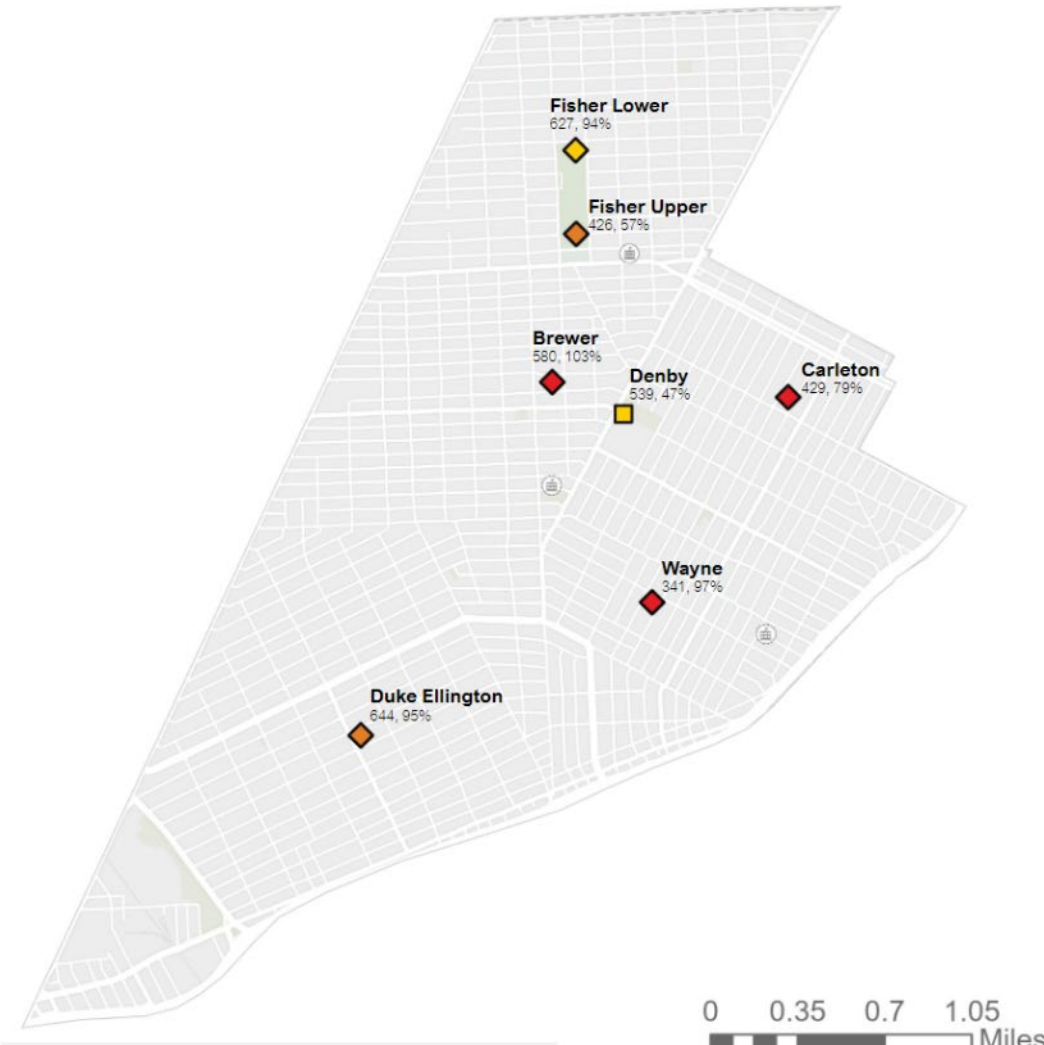 Fisher Lower
627, 94%
Fisher Upper
426, 57%
Brewer
580, 103%
Denby
539, 47%
Carleton
429, 79%
Wayne
341, 97%
Duke Ellington
644, 95%
0 0.35 0.7 1.05
Miles